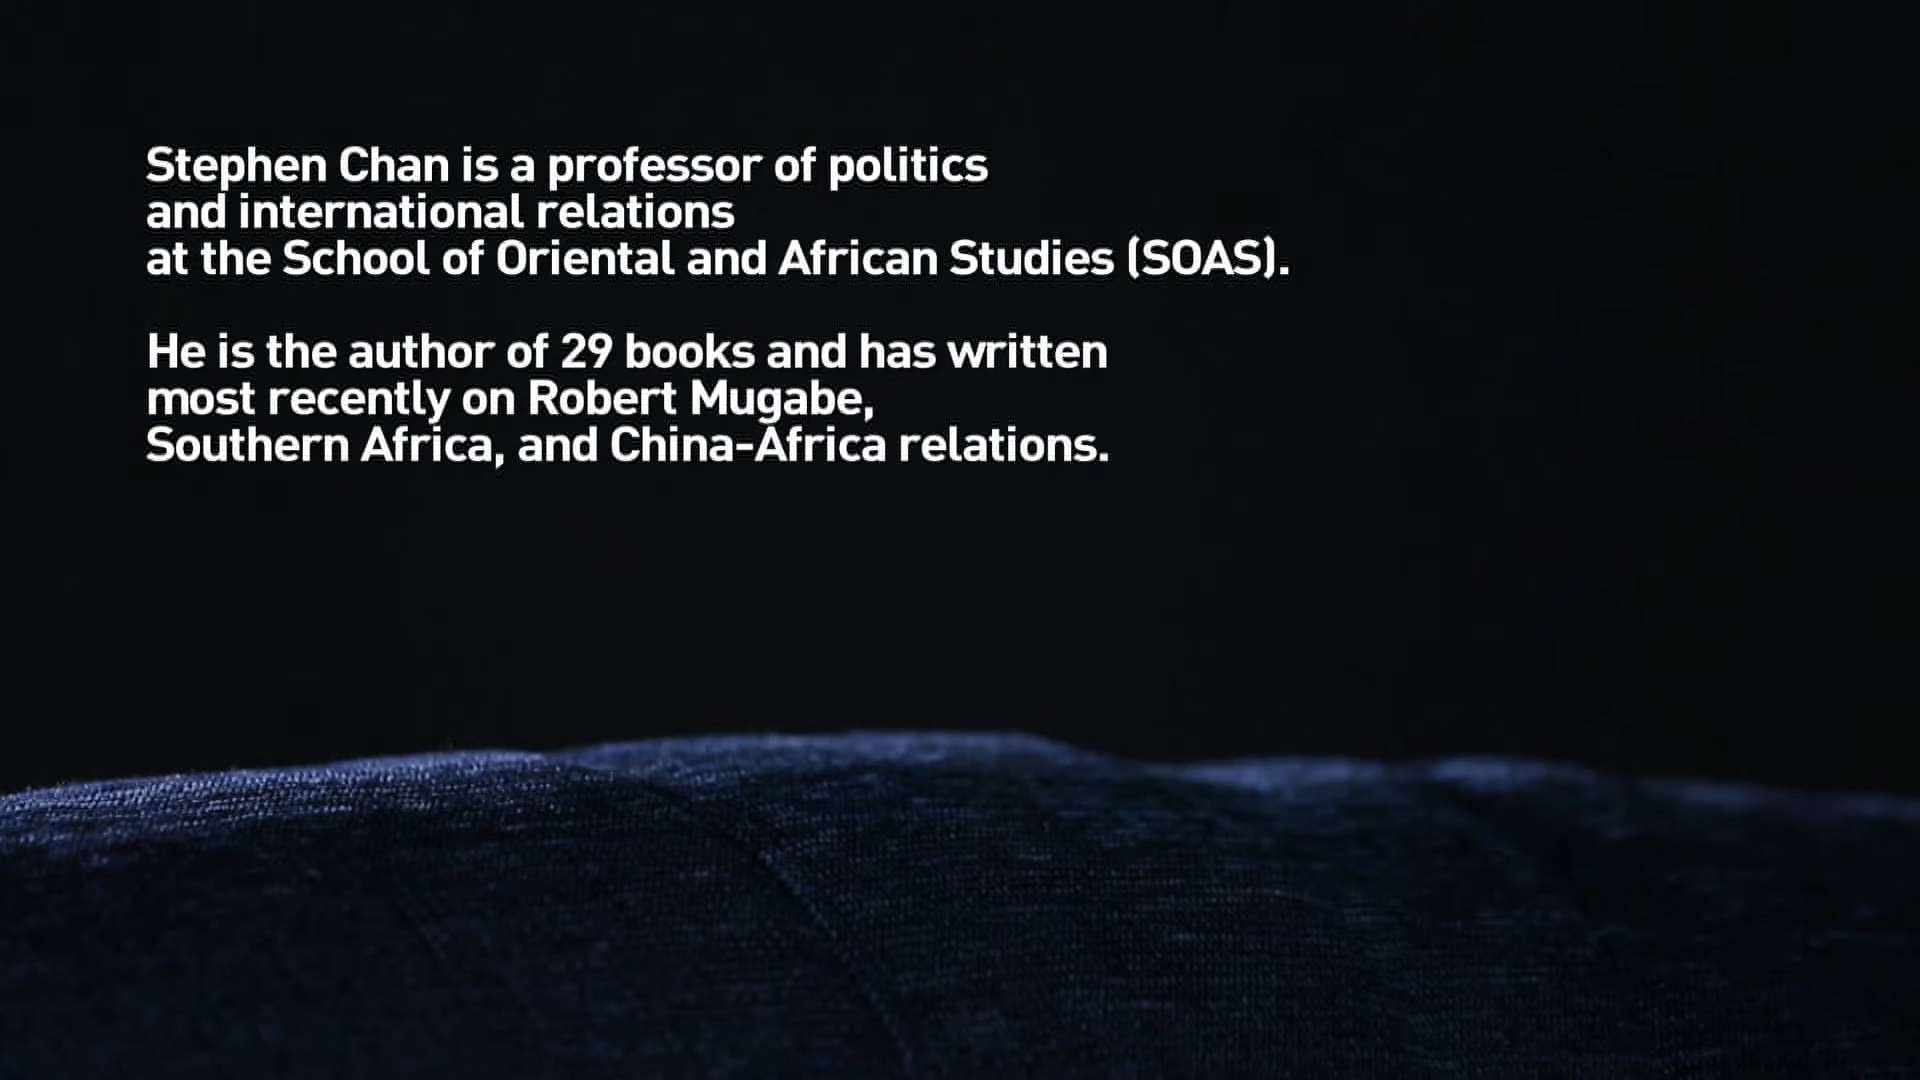 Stephen Chan is a professor of politics
and international relations
at the School of Oriental and African Studies (SOAS).
He is the author of 29 books and has written
most recently on Robert Mugabe,
Southern Africa, and China-Africa relations.